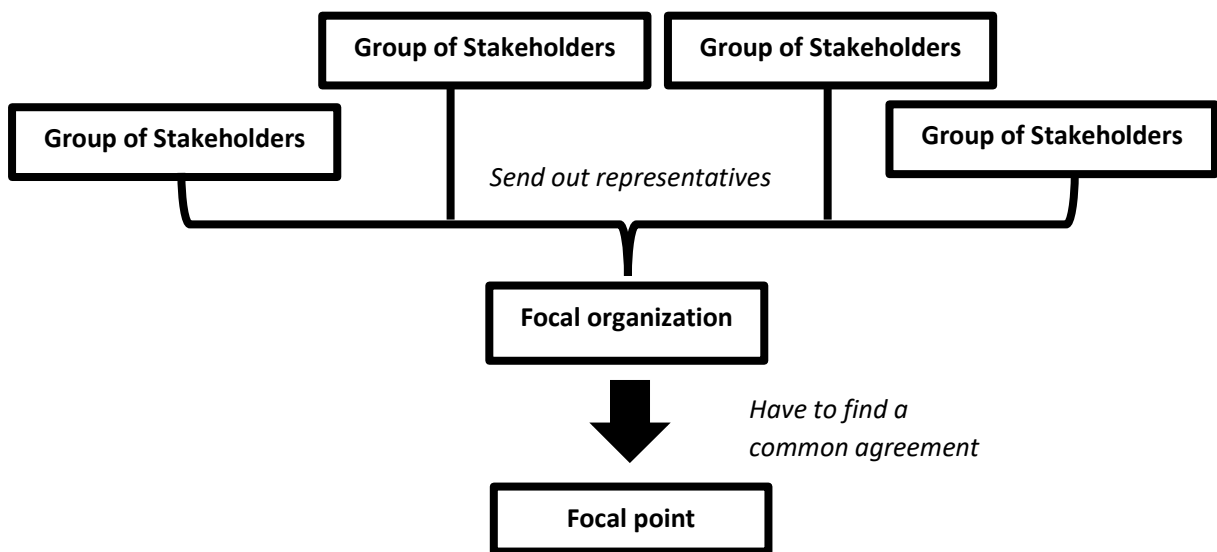 Group of Stakeholders
Group of Stakeholders
Group of Stakeholders
Group of Stakeholders
Send out representatives
Focal organization
Have to find a
common agreement
Focal point